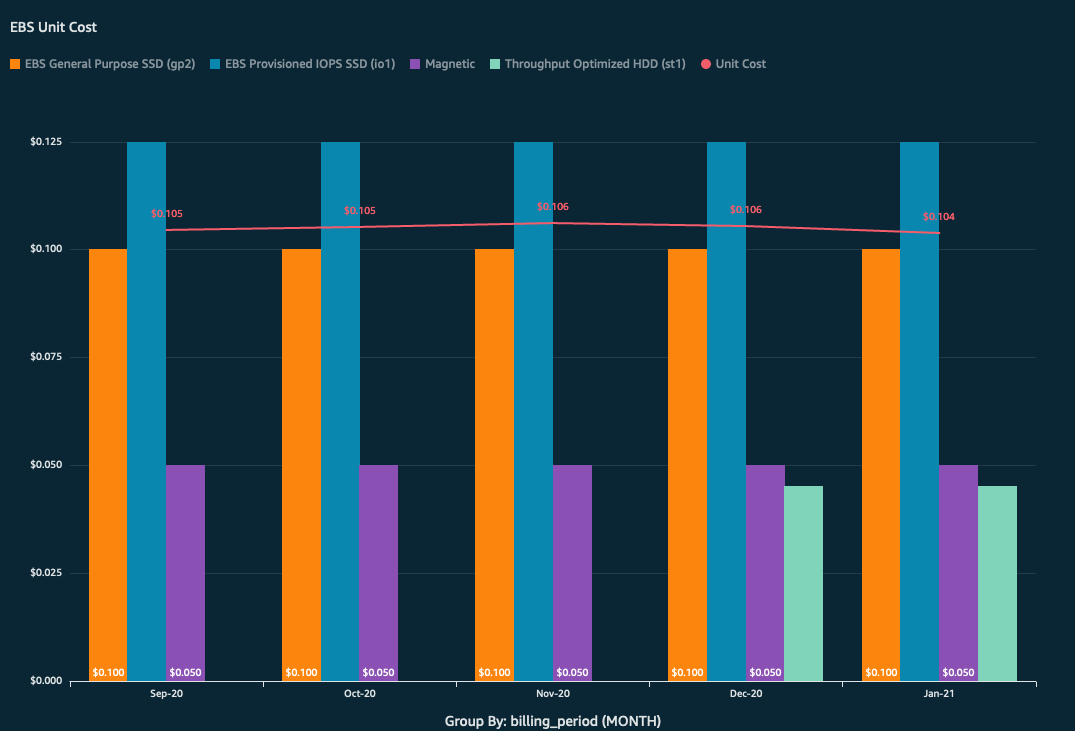 EBS Unit Cost
EBS General Purpose SSD (gp2) EBS Provisioned IOPS SSD (io1) Magnetic Throughput Optimized HDD (st1) Unit Cost
$0.125
$0.105 $0.105 $0.106 $0.106 $0.104
$0.100
$0.075
$0.050
$0.025
$0.100 $0.050 $0.100 $0.050 $0.100 $0.050 $0.100 $0.050 $0.100 $0.050
$0.000
Sep-20 Oct-20 Nov-20 Dec-20 Jan-21
Group By: billing_period (MONTH)